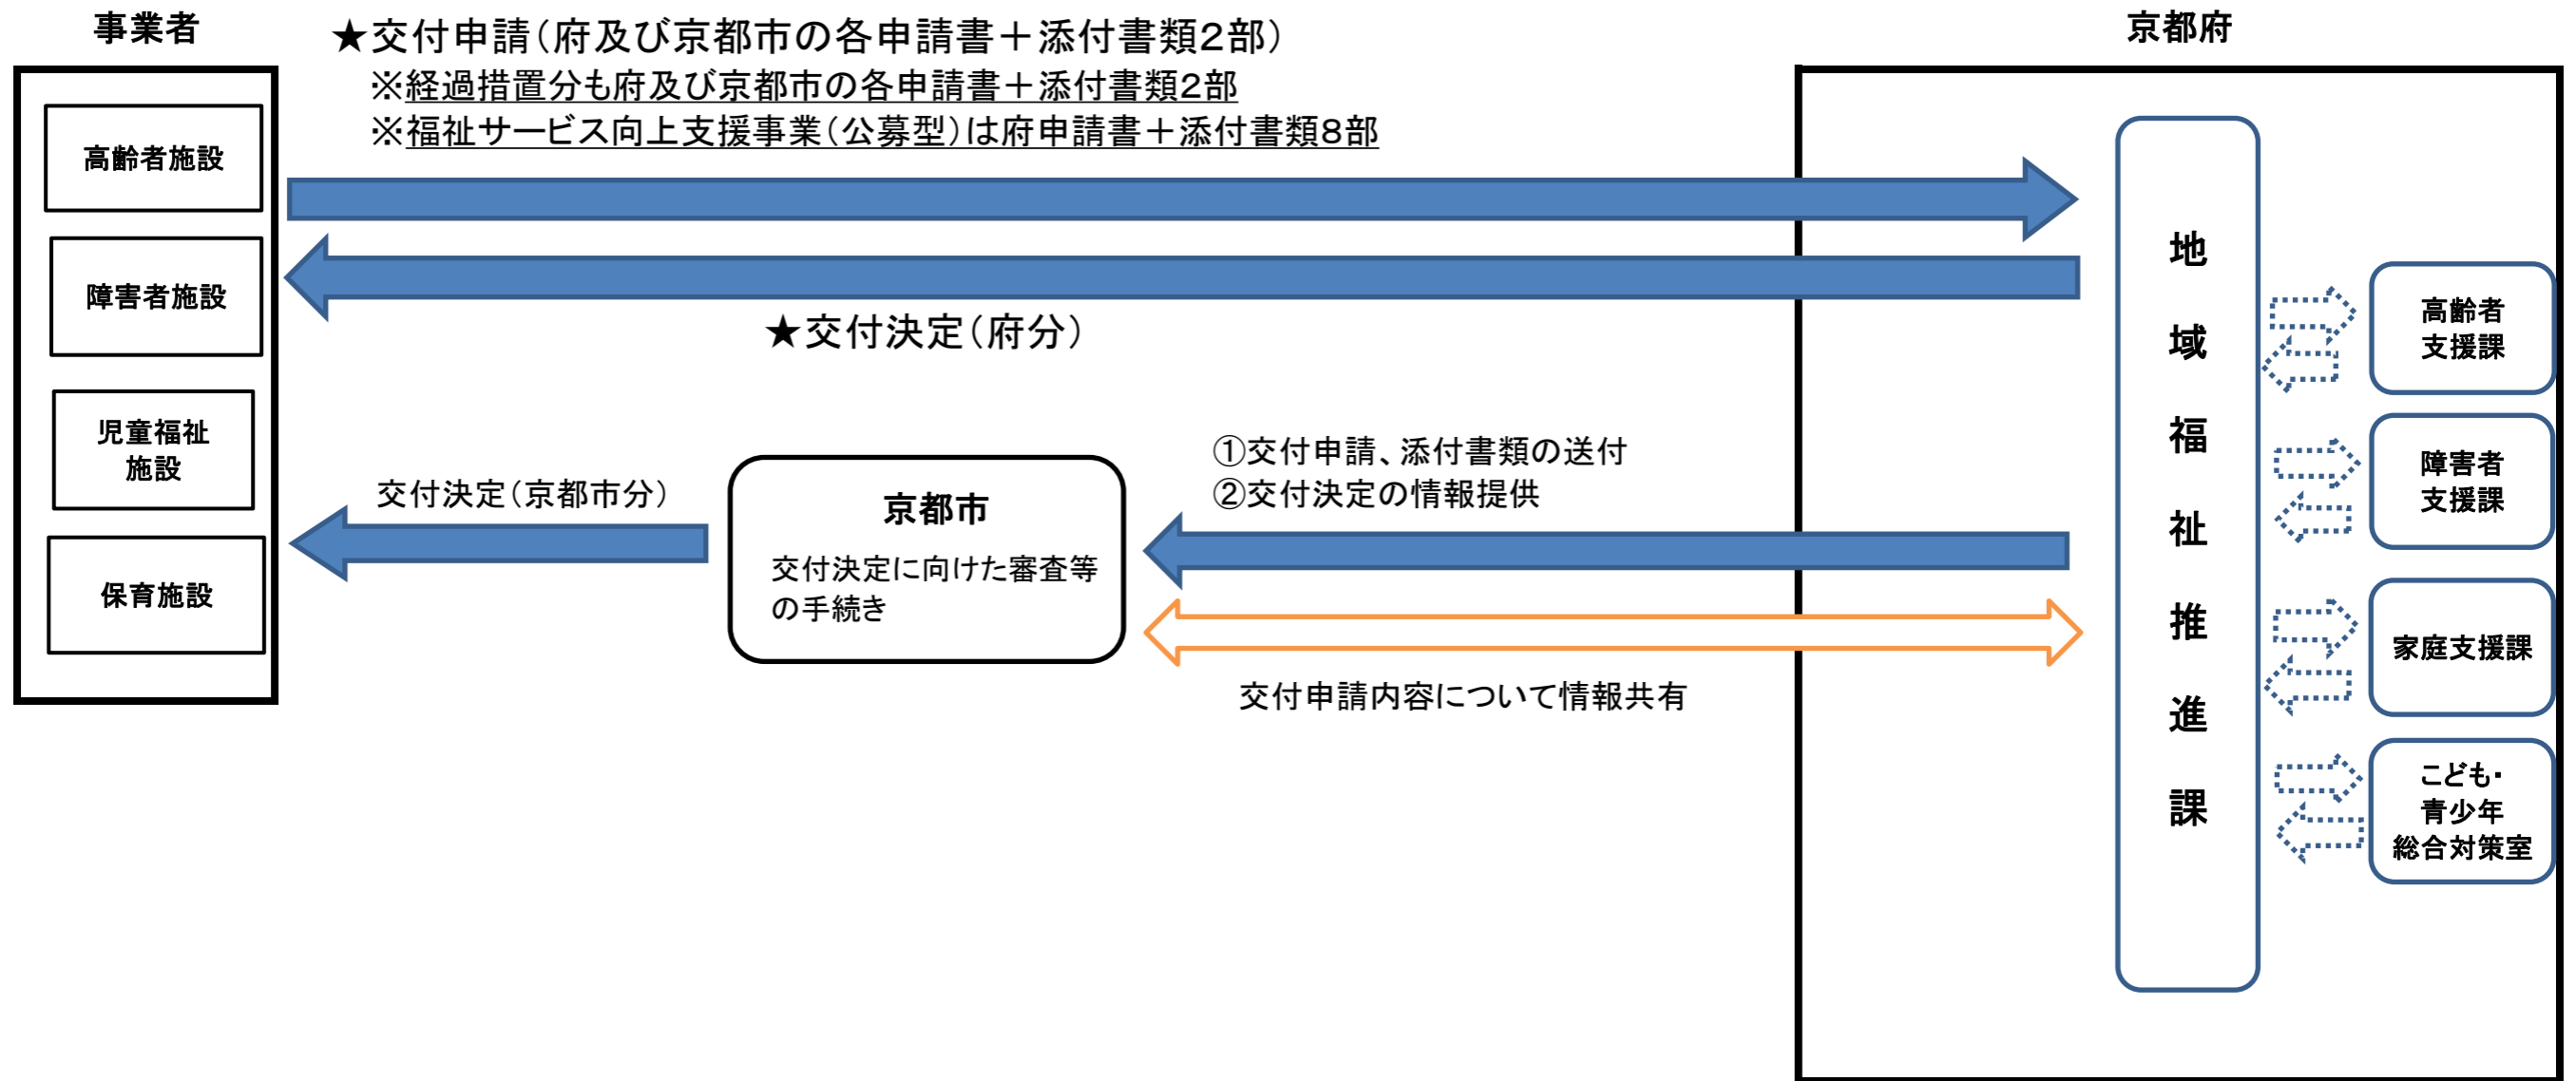 事業者
★交付申請（府及び京都市の各申請書＋添付書類２部）
※経過措置分も府及び京都市の各申請書＋添付書類２部
※福祉サービス向上支援事業（公募型）は府申請書＋添付書類８部
京都府
高齢者施設
障害者施設
児童福祉
施設
保育施設
★交付決定（府分）
交付決定（京都市分）
京都市
交付決定に向けた審査等
の手続き
①交付申請、添付書類の送付
②交付決定の情報提供
交付申請内容について情報共有
地域福祉推進課
高齢者
支援課
障害者
支援課
家庭支援課
こども・
青少年
総合対策室